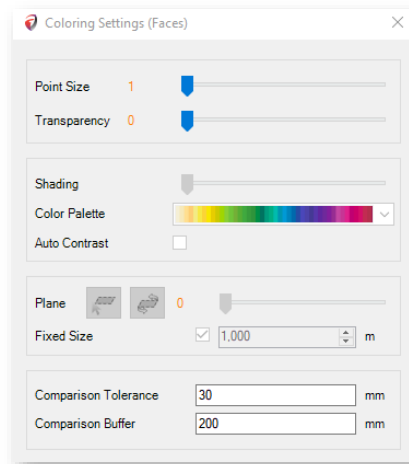 Coloring Settings (Faces)
Point Size 1
Transparency 0
Shading
Color Palette
Auto Contrast
Plane 0
Fixed Size 1,000 m
Comparison Tolerance 30 mm
Comparison Buffer 200 mm